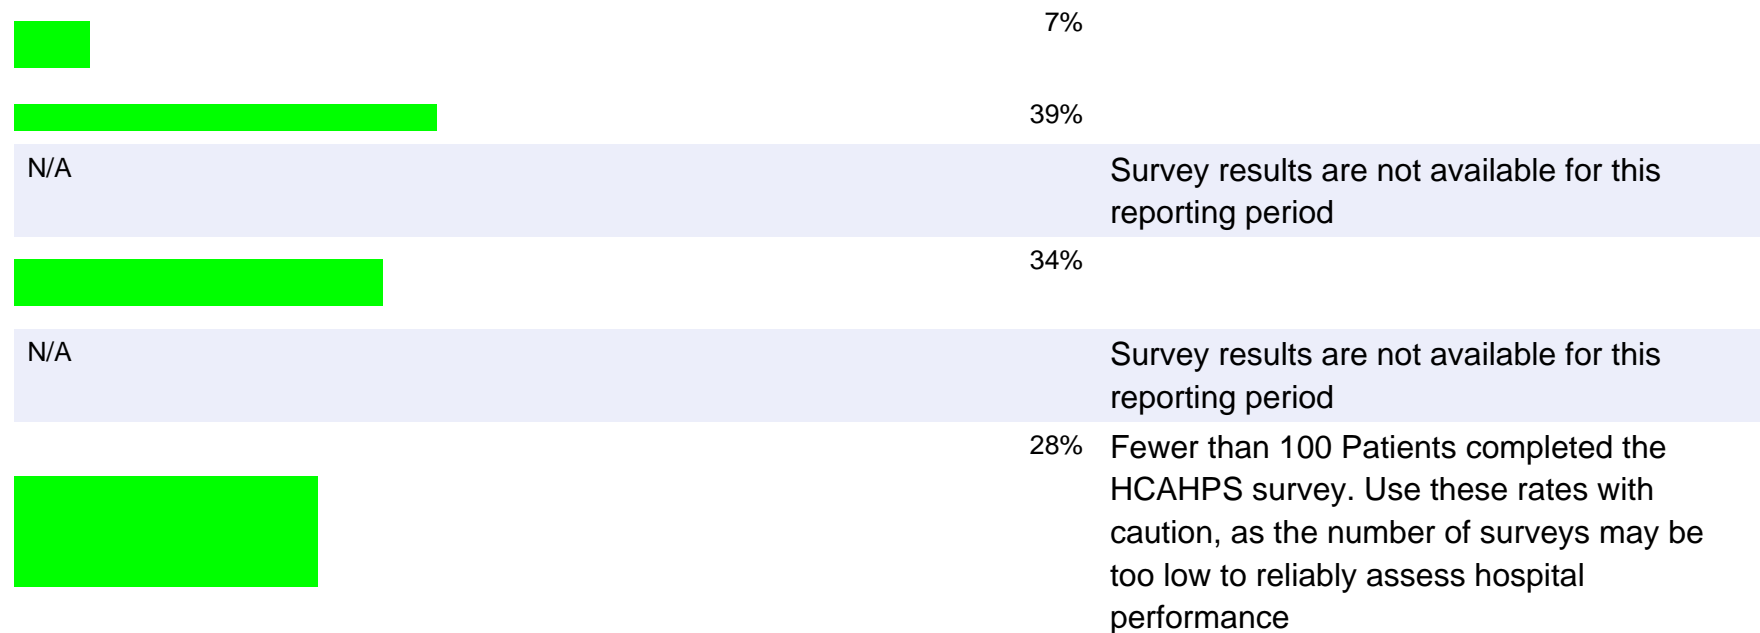 7%
39%
N/A
Survey results are not available for this
reporting period
34%
N/A
Survey results are not available for this
reporting period
28%
Fewer than 100 Patients completed the
HCAHPS survey. Use these rates with
caution, as the number of surveys may be
too low to reliably assess hospital
performance